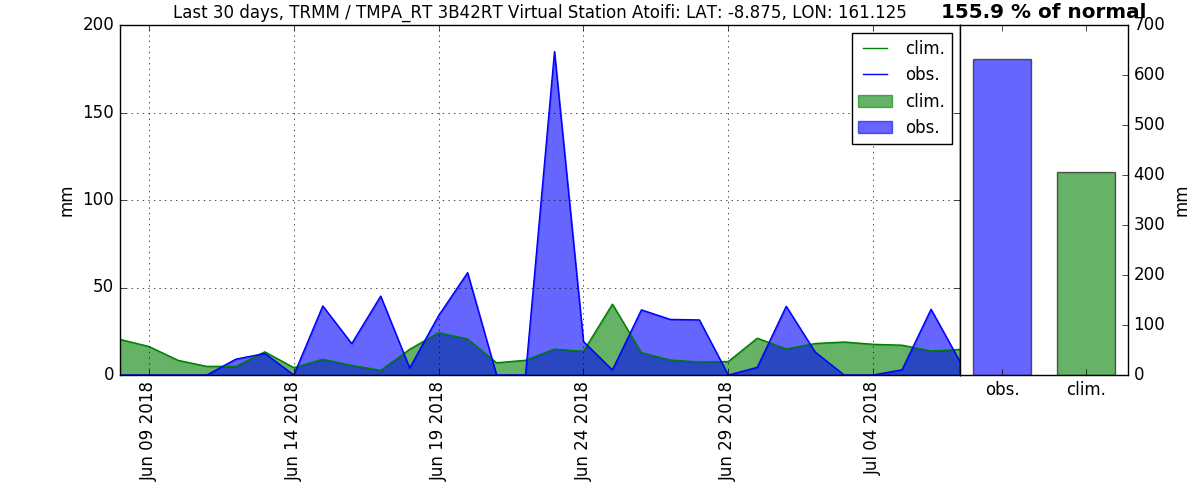 Last 30 days, TRMM / TMPA_RT 3B42RT Virtual Station Atoifi: LAT: -8.875, LON: 161.125
155.9 % of normal
200
150
100
50
0
mm
clim.
obs.
clim.
obs.
Jun 09 2018
Jun 14 2018
Jun 19 2018
Jun 24 2018
Jun 29 2018
Jul 04 2018
700
600
500
400
300
200
100
0
mm
obs.
clim.